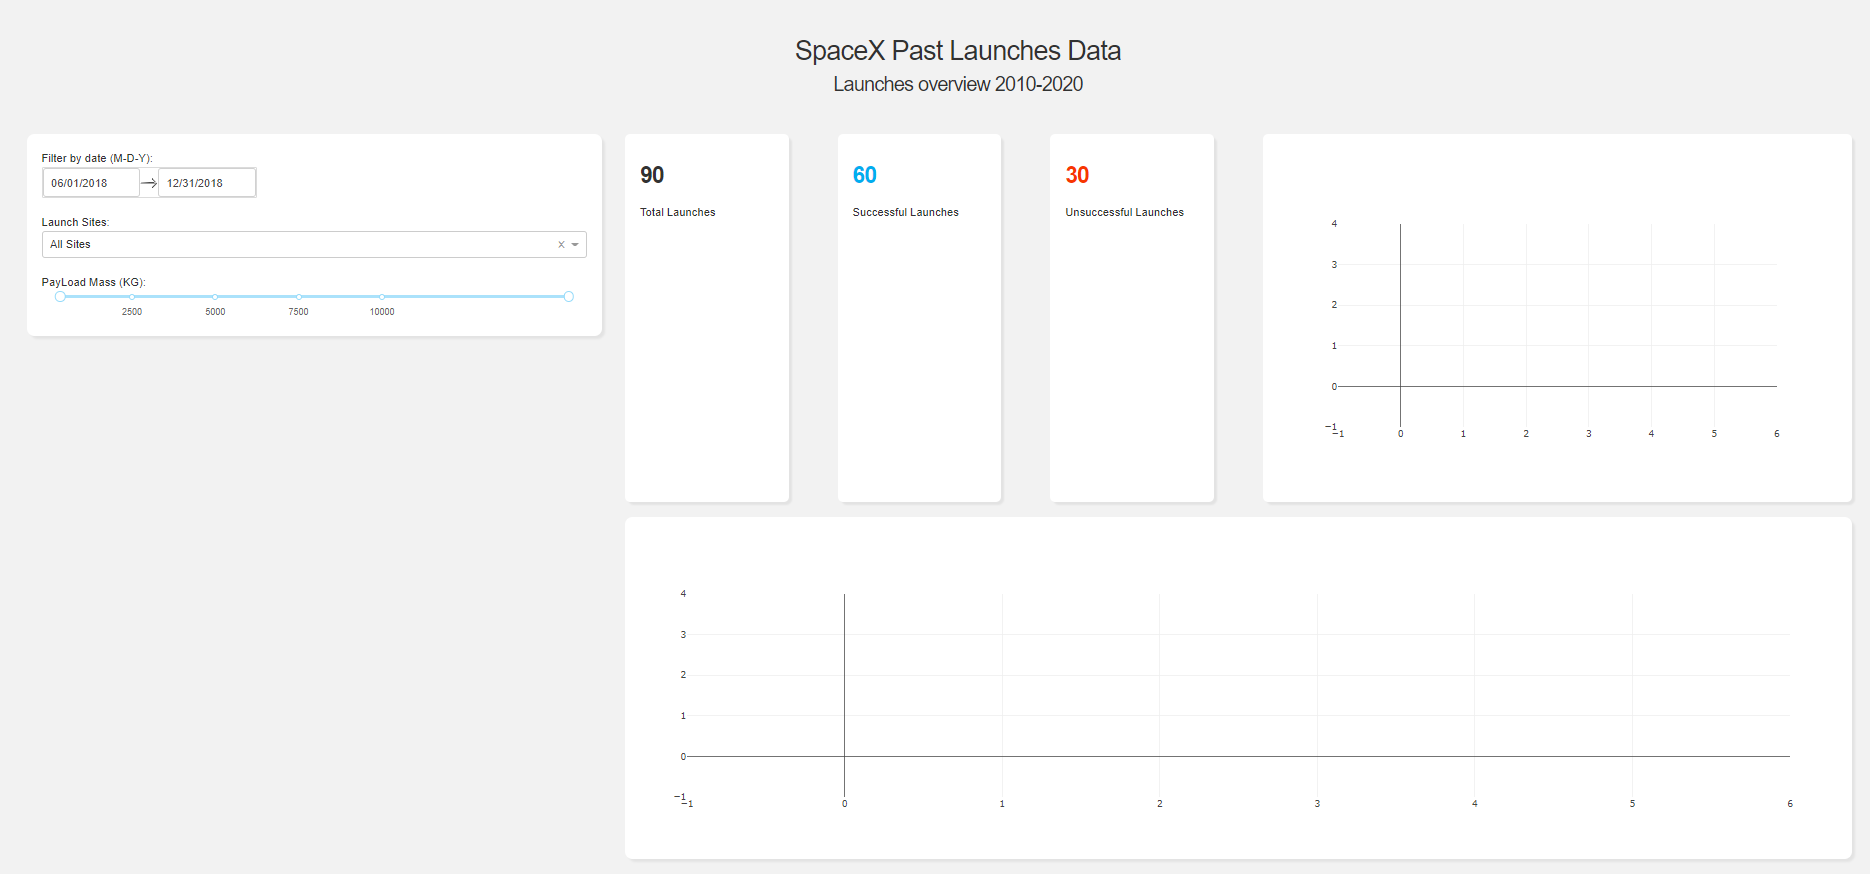 SpaceX Past Launches Data
Launches overview 2010-2020
Filter by date (M-D-Y):
06/01/2018 → 12/31/2018
Launch Sites:
All Sites
x
PayLoad Mass (KG):
2500 5000 7500 10000
90
Total Launches
60
Successful Launches
30
Unsuccessful Launches
4
3
2
1
0
−1
−1 0 1 2 3 4 5 6
4
3
2
1
0
−1
−1 0 1 2 3 4 5 6